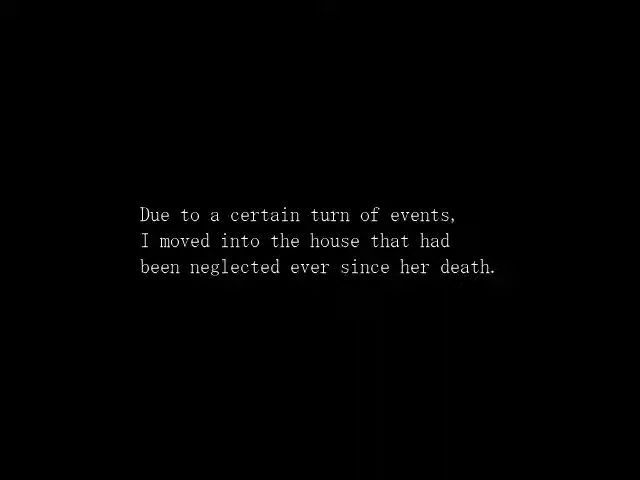 Due to a certain turn of events,
I moved into the house that had
been neglected ever since her death.